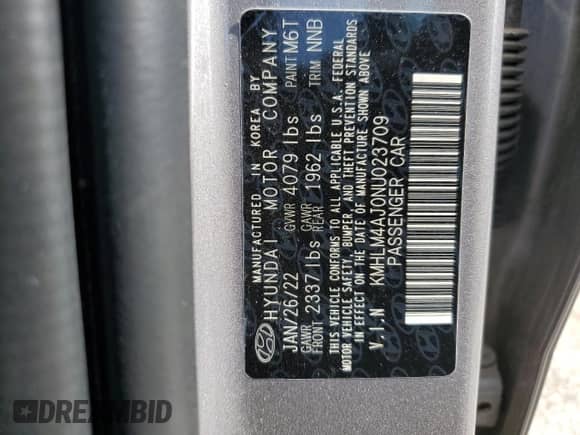 MANUFACTURED IN KOREA BY
HYUNDAI MOTOR COMPANY
JAN/26/22 GVWR 4079 lbs PAINT M6T
GAWR FRONT 2337 lbs GAWR REAR 1962 lbs TRIM NNB
THIS VEHICLE CONFORMS TO ALL APPLICABLE U.S.A. FEDERAL
MOTOR VEHICLE SAFETY, BUMPER, AND THEFT PREVENTION STANDARDS
IN EFFECT ON THE DATE OF MANUFACTURE SHOWN ABOVE
V.I.N KMHLM4AJ0NU023709
PASSENGER CAR
DREAMBID